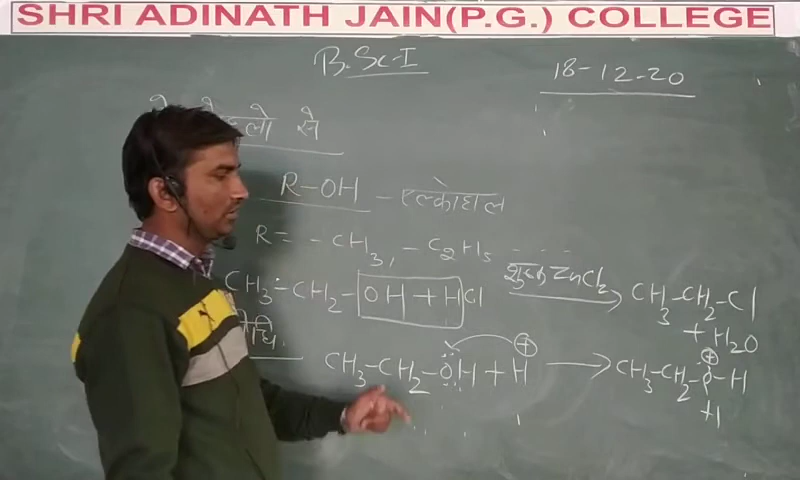 SHRI ADINATH JAIN(P.G.) COLLEGE
B.Sc-I
18-12-20
से
R-OH - एल्कोहाल
R = -CH3, -C2H5 - - - -
CH3-CH2-OH + HCl शुष्क ZnCl2 → CH3-CH2-Cl
+ H2O
CH3-CH2-ÖH + H⊕ → CH3-CH2-O⊕-H
H